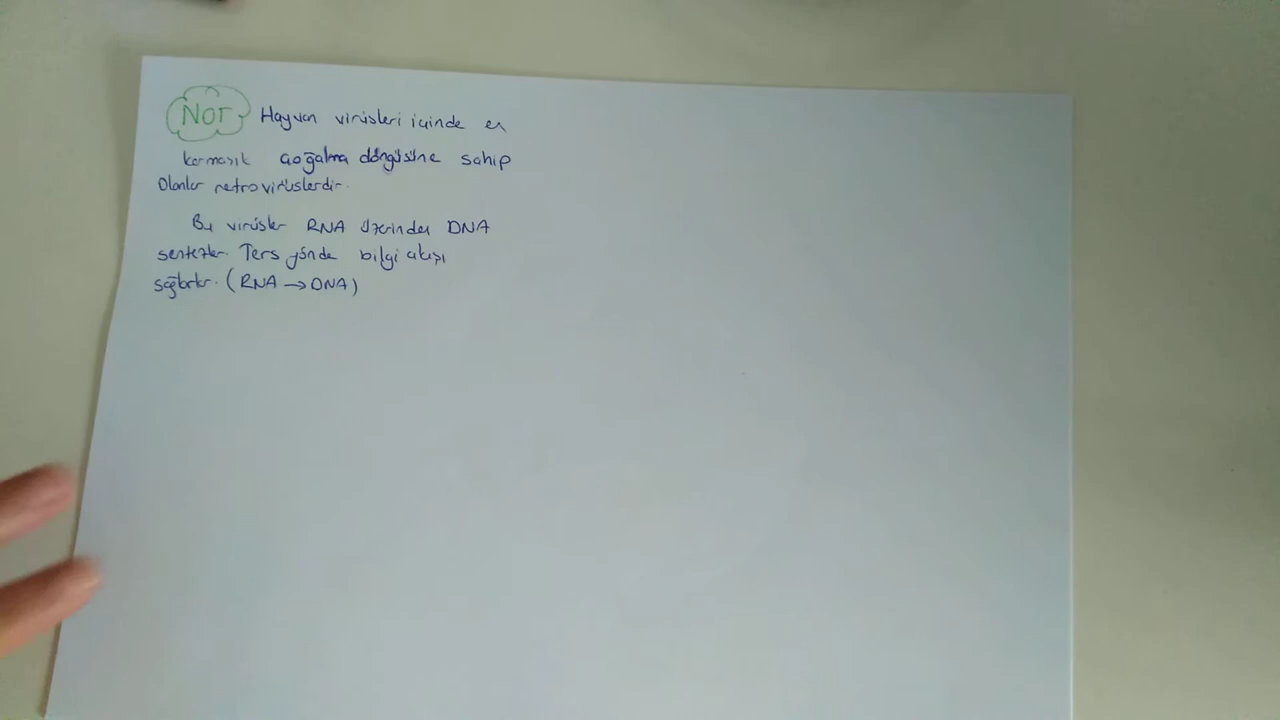 NOT Hayvan virüsleri içinde en
karmaşık çoğalma döngüsüne sahip
Olanlar retrovirüslerdir.
Bu virüsler RNA üzerinden DNA
sentezler. Ters yönde bilgi akışı
sağlarlar. (RNA → DNA)